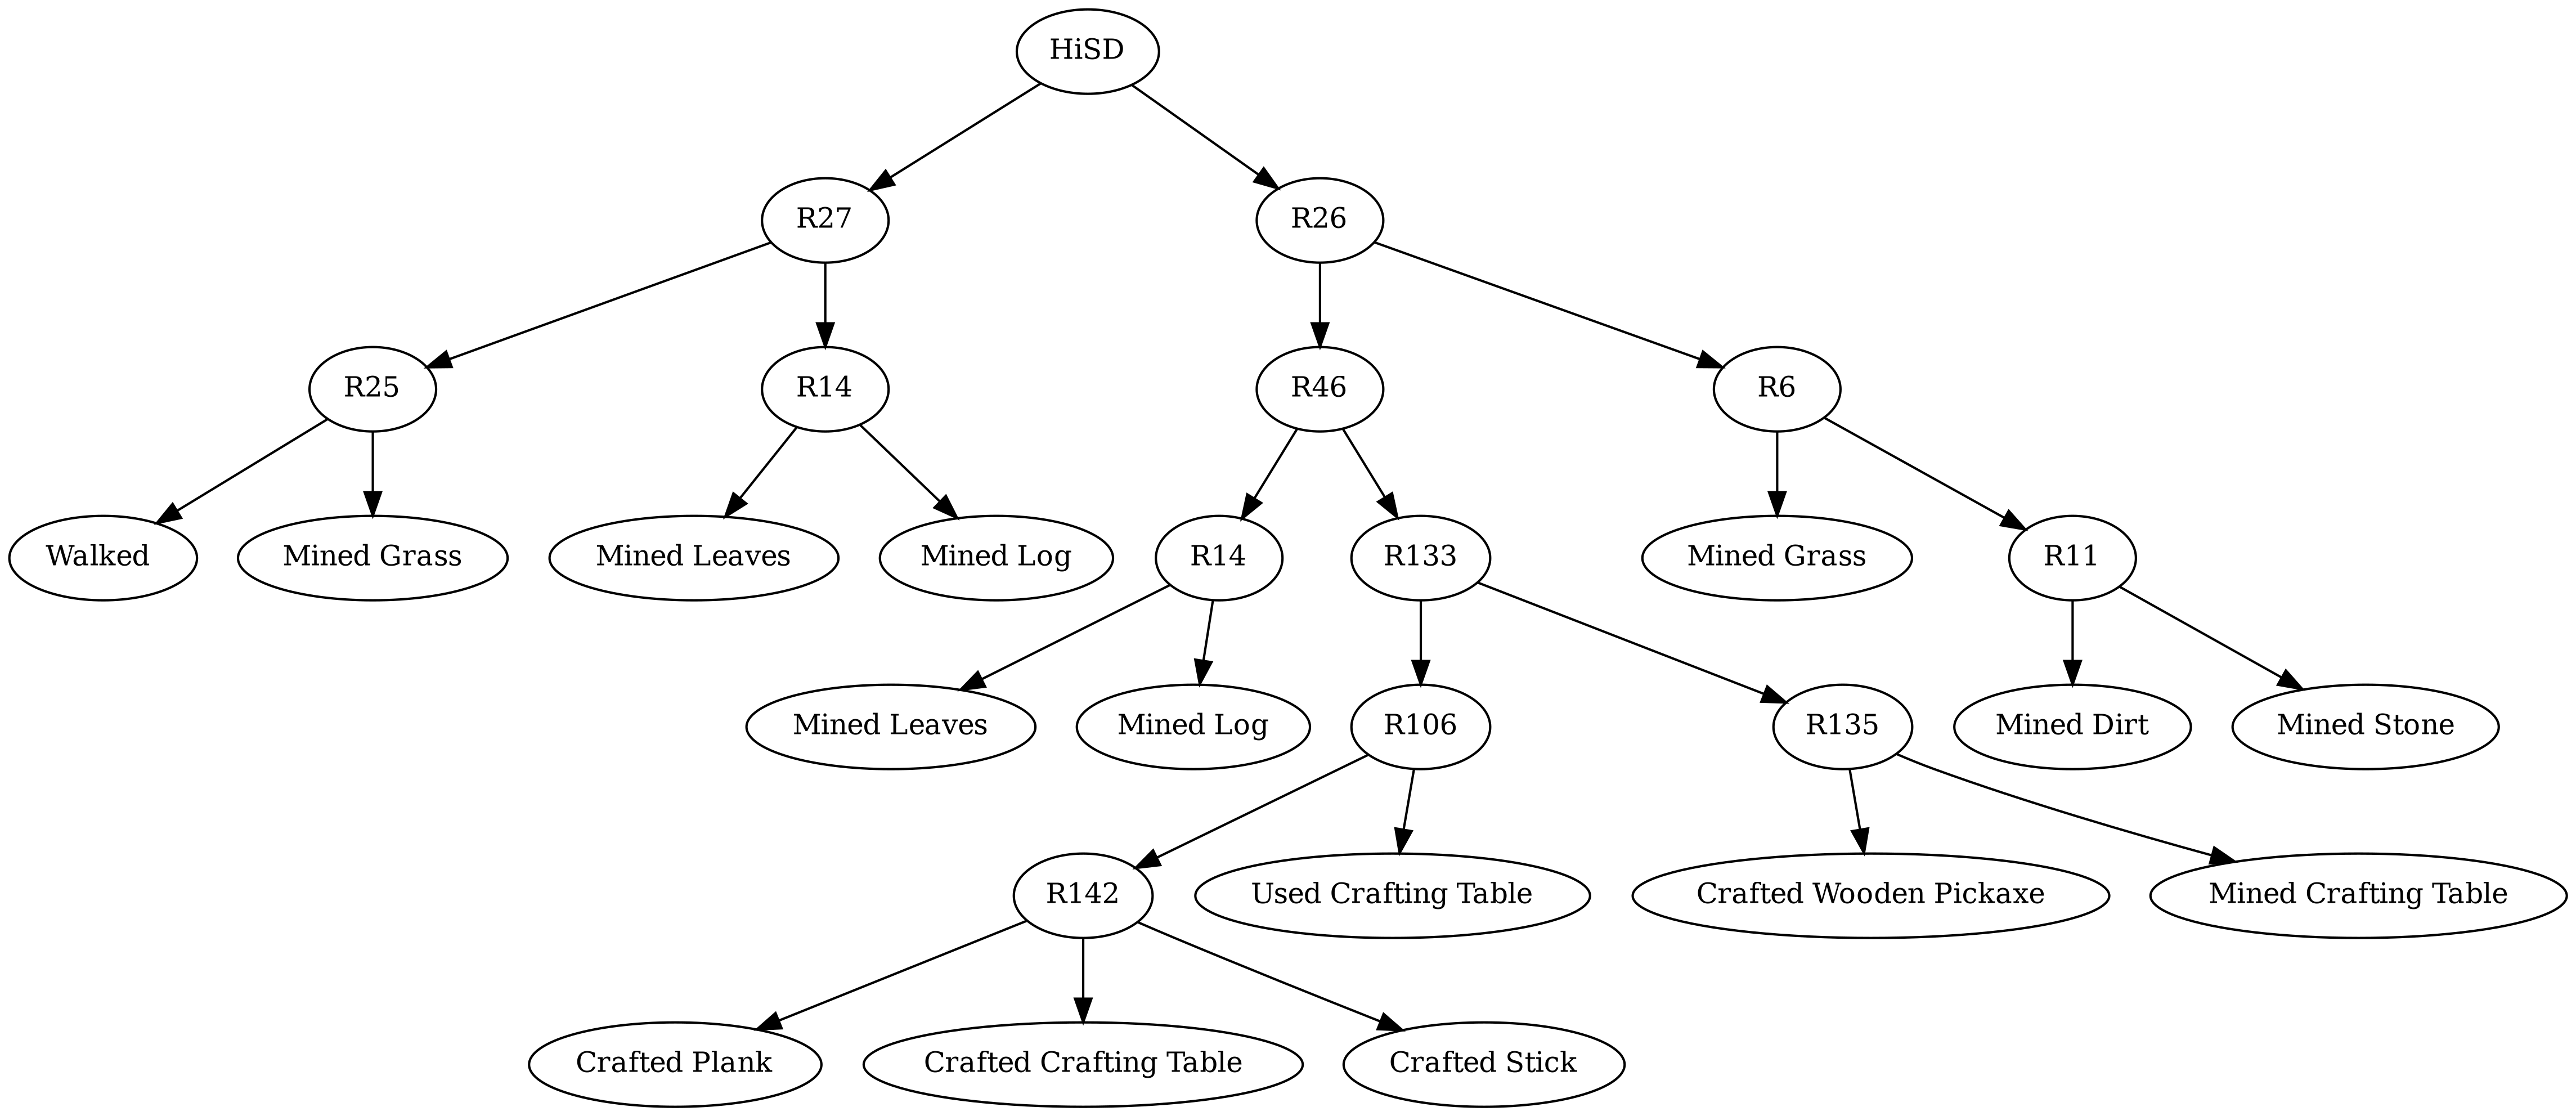 HiSD
R27
R26
R25
R14
R46
R6
Walked
Mined Grass
Mined Leaves
Mined Log
R14
R133
Mined Grass
R11
Mined Leaves
Mined Log
R106
R135
Mined Dirt
Mined Stone
R142
Used Crafting Table
Crafted Wooden Pickaxe
Mined Crafting Table
Crafted Plank
Crafted Crafting Table
Crafted Stick